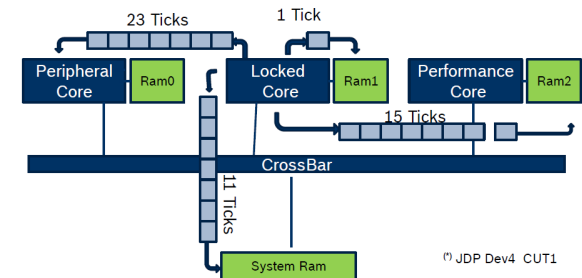 23 Ticks
1 Tick
Peripheral
Core
Ram0
Locked
Core
Ram1
Performance
Core
Ram2
15 Ticks
CrossBar
11 Ticks
System Ram
(*) JDP Dev4 CUT1